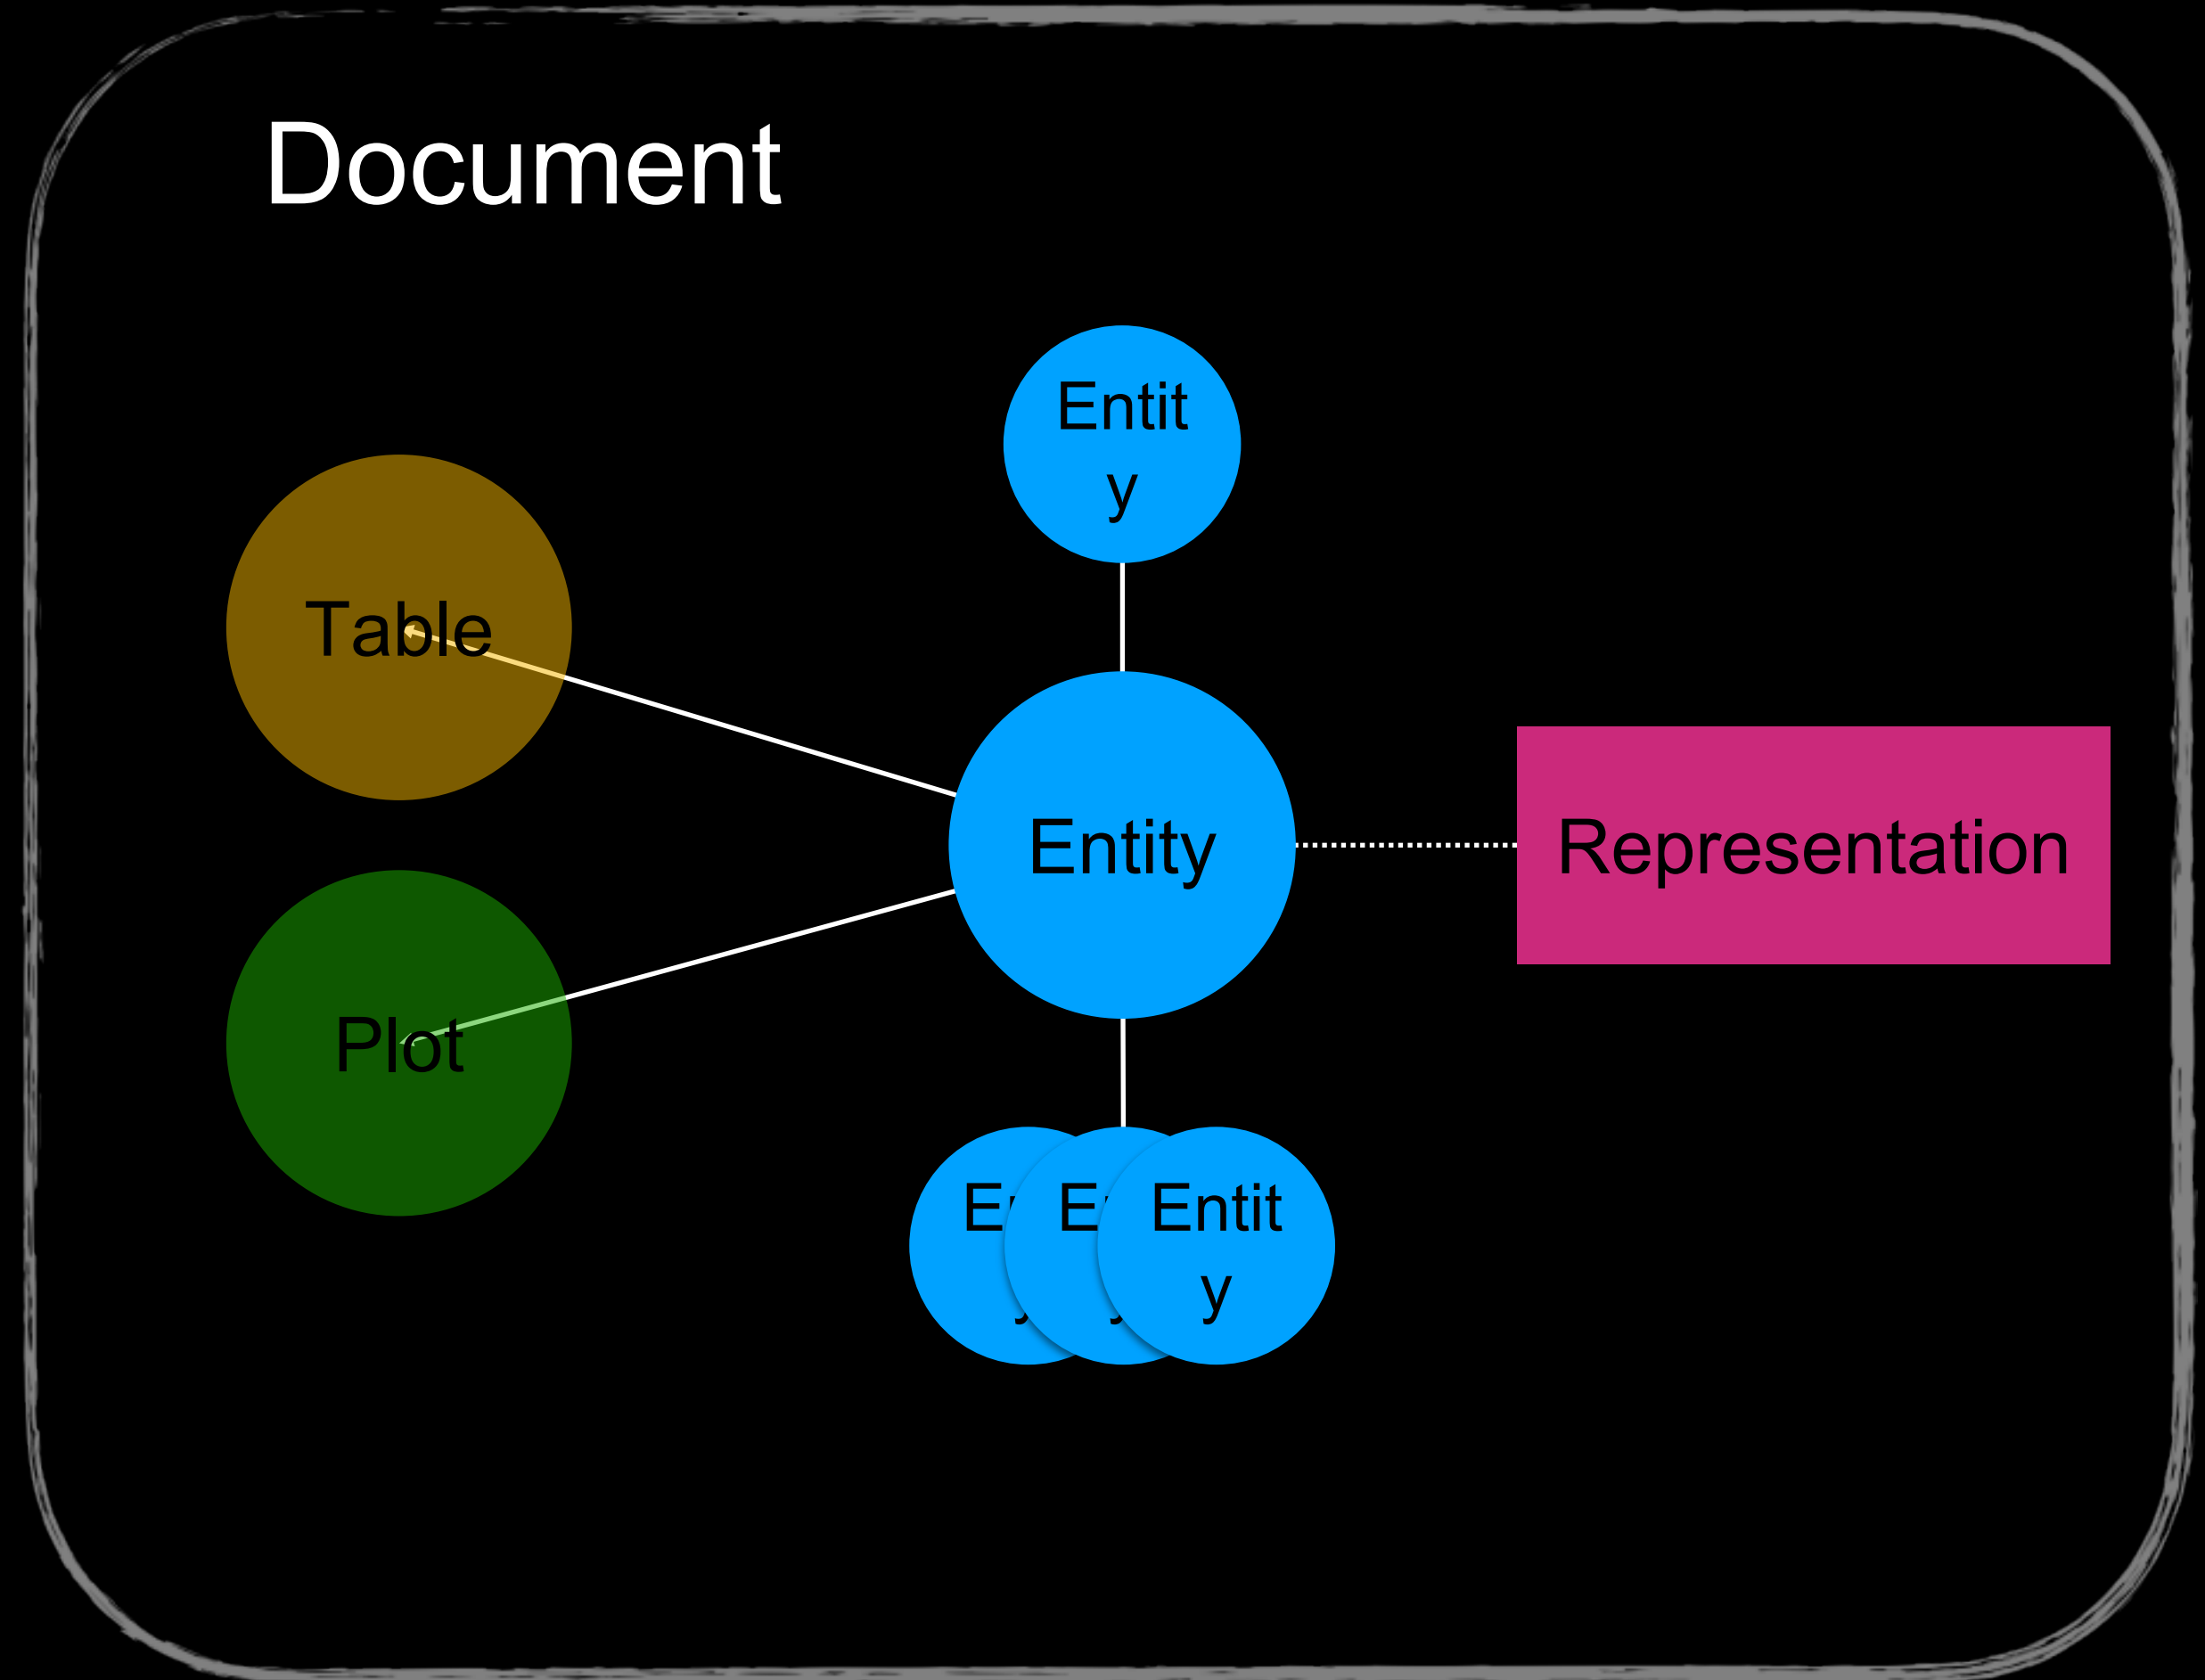 Document
Entit
y
Table
Entity
Representation
Plot
E
E
Entit
y